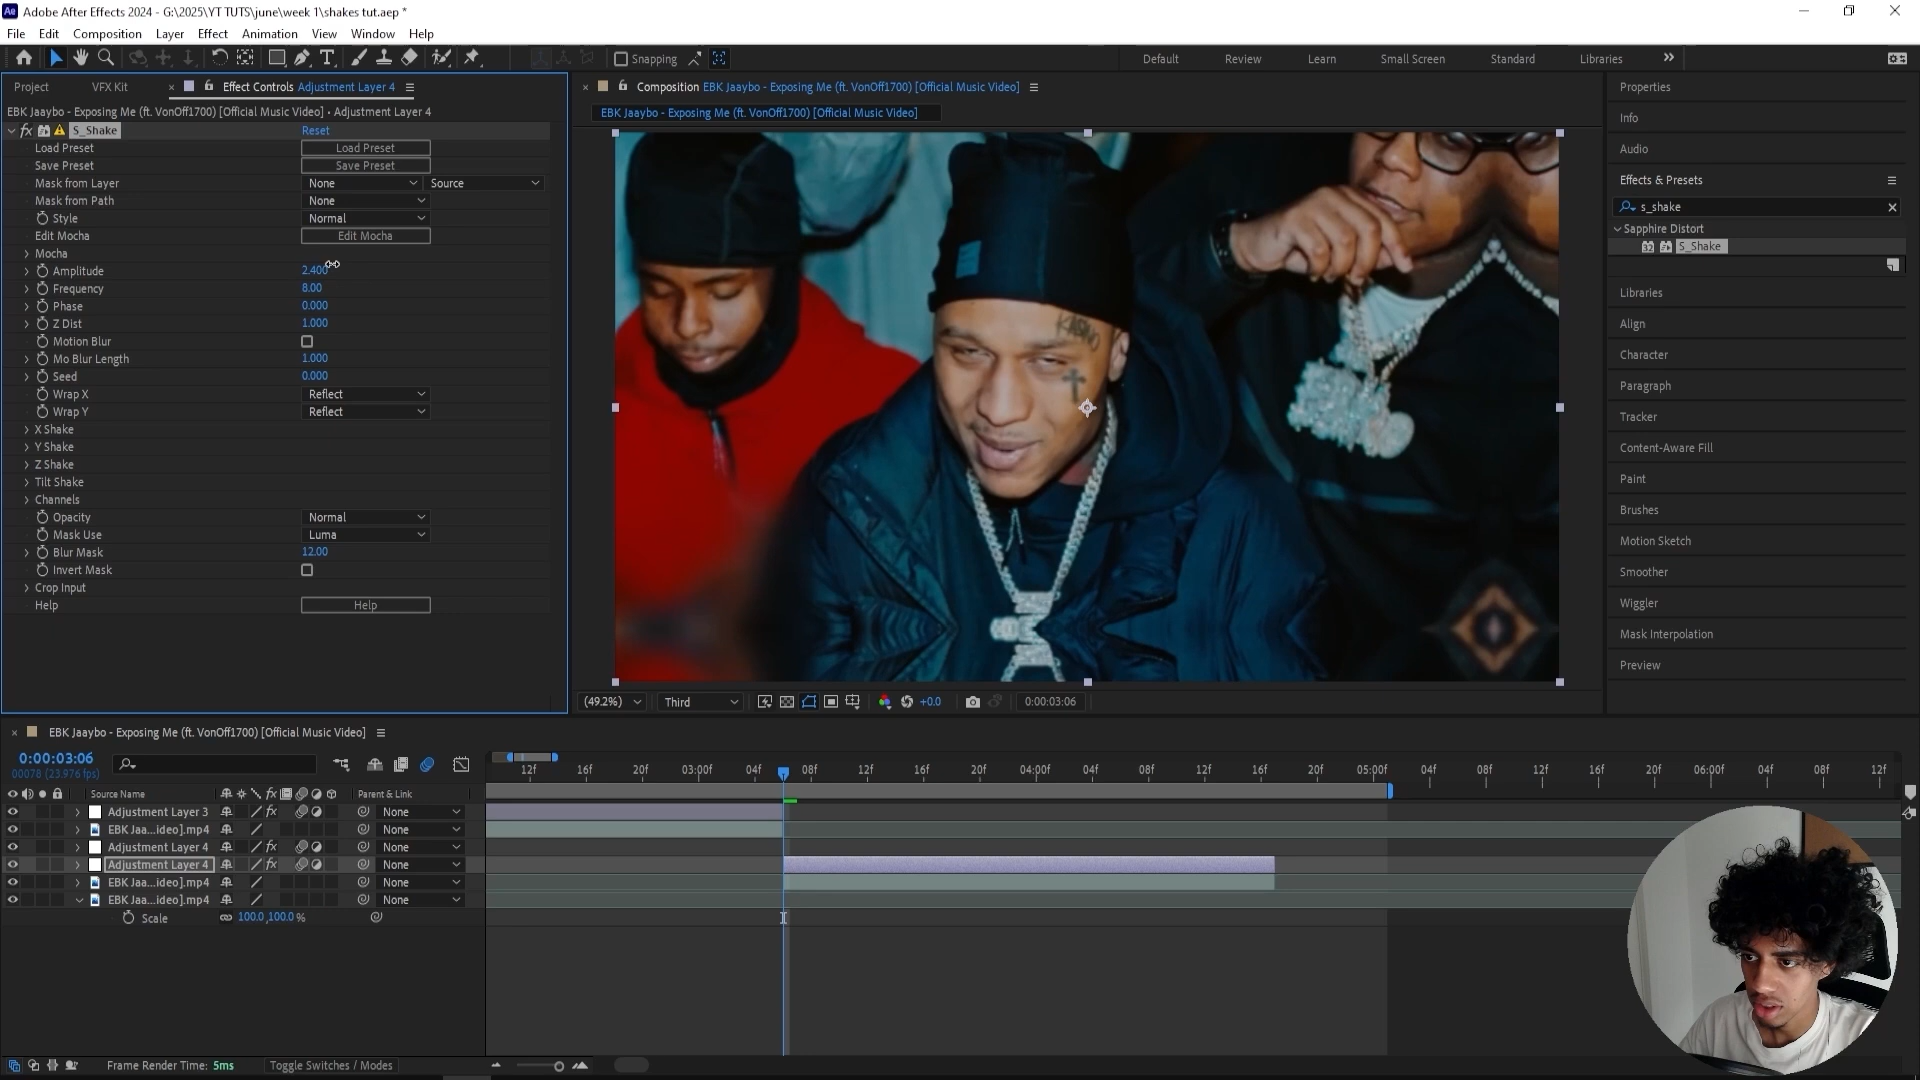 Adobe After Effects 2024 - G:\2025\YT TUTS\june\week 1\shakes tut.aep *
File Edit Composition Layer Effect Animation View Window Help
Snapping
Default Review Learn Small Screen Standard Libraries
Project VFX Kit Effect Controls Adjustment Layer 4
Composition EBK Jaaybo - Exposing Me (ft. VonOff1700) [Official Music Video]
EBK Jaaybo - Exposing Me (ft. VonOff1700) [Official Music Video] • Adjustment Layer 4
EBK Jaaybo - Exposing Me (ft. VonOff1700) [Official Music Video]
fx S_Shake Reset
Load Preset Load Preset
Save Preset Save Preset
Mask from Layer None Source
Mask from Path None
Style Normal
Edit Mocha Edit Mocha
Mocha
Amplitude 2.400
Frequency 8.00
Phase 0.000
Z Dist 1.000
Motion Blur
Mo Blur Length 1.000
Seed 0.000
Wrap X Reflect
Wrap Y Reflect
X Shake
Y Shake
Z Shake
Tilt Shake
Channels
Opacity Normal
Mask Use Luma
Blur Mask 12.00
Invert Mask
Crop Input
Help Help
Properties
Info
Audio
Effects & Presets
s_shake
Sapphire Distort
32 S_Shake
Libraries
Align
Character
Paragraph
Tracker
Content-Aware Fill
Paint
Brushes
Motion Sketch
Smoother
Wiggler
Mask Interpolation
Preview
(49.2%) Third +0.0 0:00:03:06
EBK Jaaybo - Exposing Me (ft. VonOff1700) [Official Music Video]
0:00:03:06
00078 (23.976 fps)
12f 16f 20f 03:00f 04f 08f 12f 16f 20f 04:00f 04f 08f 12f 16f 20f 05:00f 04f 08f 12f 16f 20f 06:00f 04f 08f 12f
Source Name fx Parent & Link
Adjustment Layer 3 fx None
EBK Jaa...ideo].mp4 None
Adjustment Layer 4 fx None
Adjustment Layer 4 fx None
EBK Jaa...ideo].mp4 None
EBK Jaa...ideo].mp4 None
Scale 100.0,100.0 %
Frame Render Time: 5ms Toggle Switches / Modes